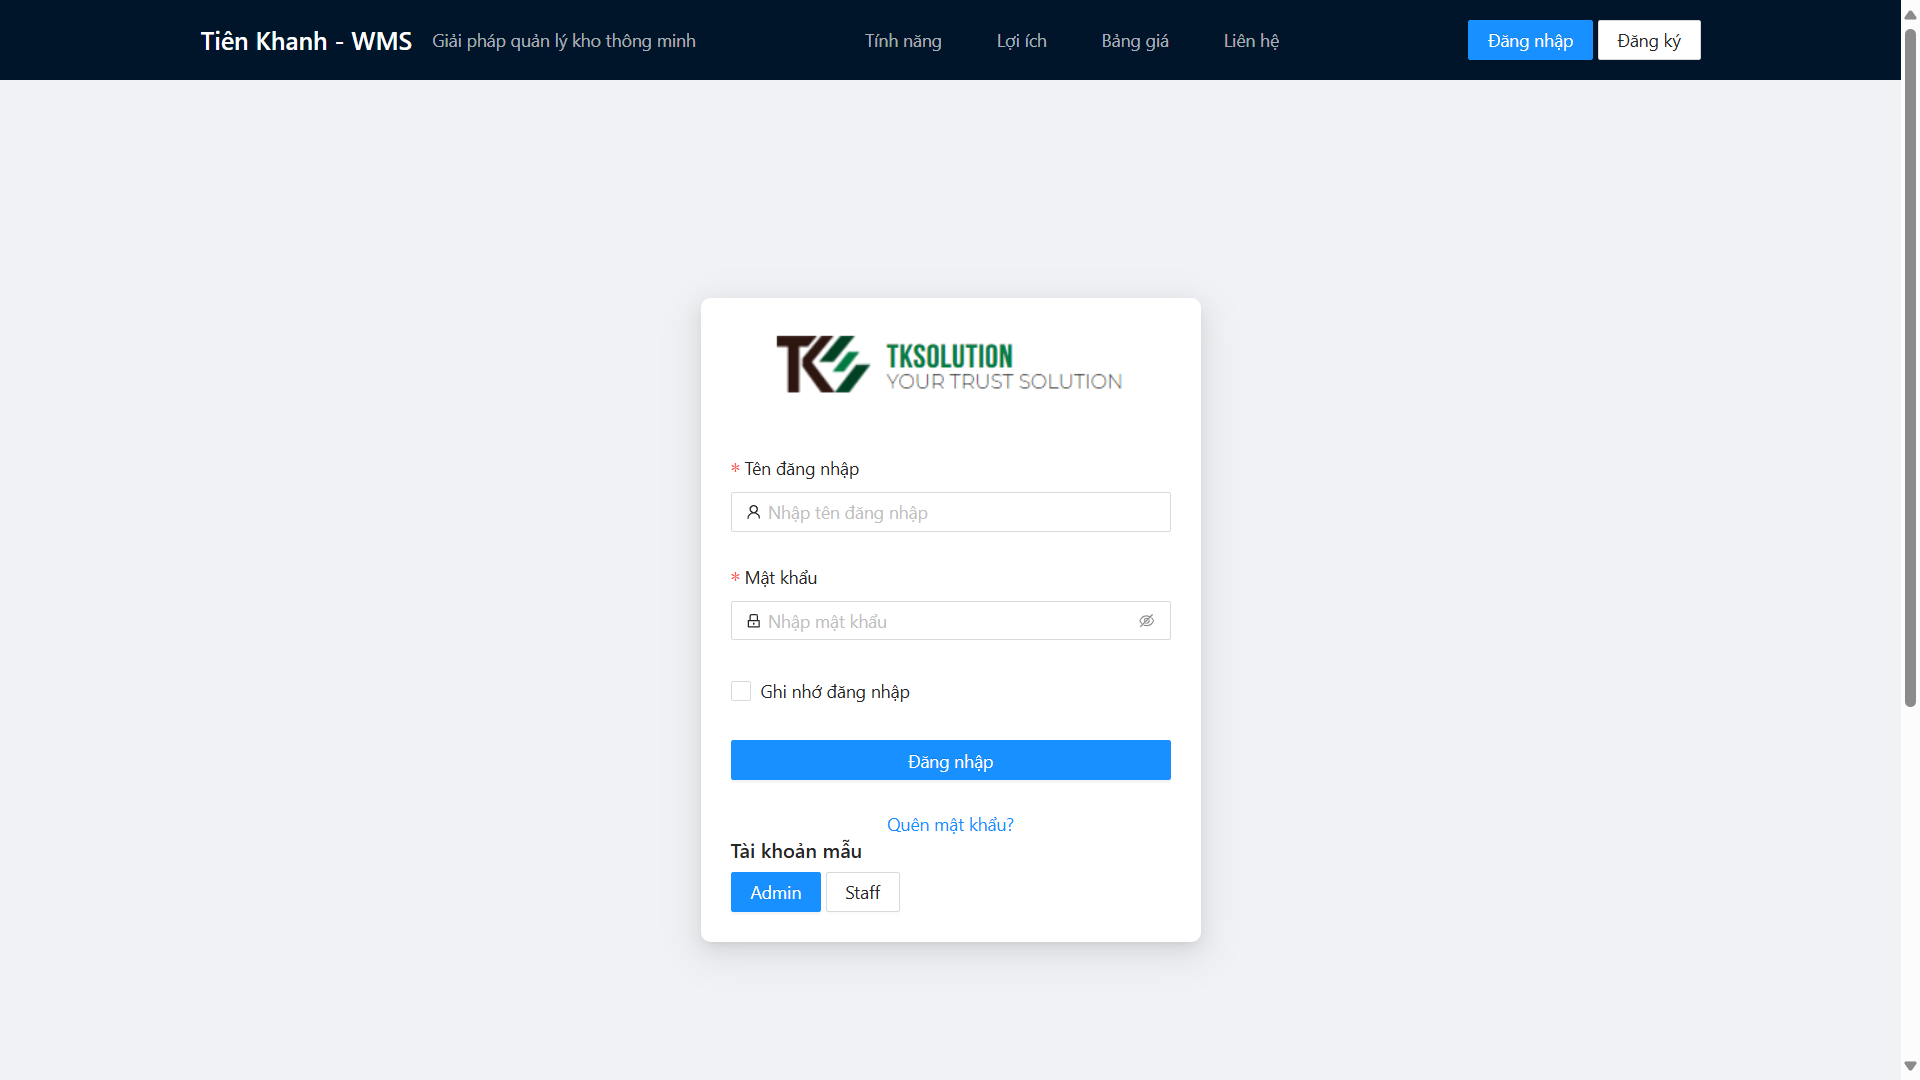 Tiên Khanh - WMS
Giải pháp quản lý kho thông minh
Tính năng
Lợi ích
Bảng giá
Liên hệ
Đăng nhập
Đăng ký
TKS
TKSOLUTION
YOUR TRUST SOLUTION
* Tên đăng nhập
Nhập tên đăng nhập
* Mật khẩu
Nhập mật khẩu
Ghi nhớ đăng nhập
Đăng nhập
Quên mật khẩu?
Tài khoản mẫu
Admin
Staff